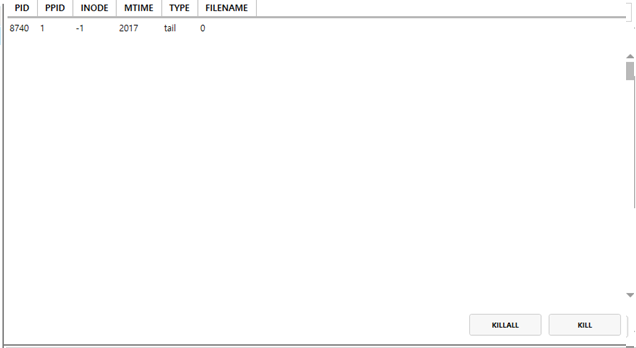 PID PPID INODE MTIME TYPE FILENAME
8740 1 -1 2017 tail 0
KILLALL KILL